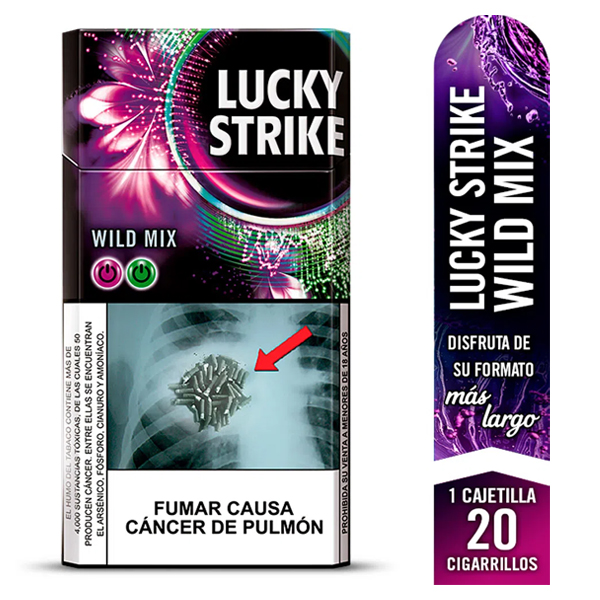 LUCKY
STRIKE
WILD MIX
EL HUMO DEL TABACO CONTIENE MÁS DE
4,000 SUSTANCIAS TÓXICAS, DE LAS CUALES 50
PRODUCEN CÁNCER. ENTRE ELLAS SE ENCUENTRAN
EL ARSÉNICO, FÓSFORO, CIANURO Y AMONÍACO.
PROHIBIDA SU VENTA A MENORES DE 18 AÑOS
FUMAR CAUSA
CÁNCER DE PULMÓN
LUCKY STRIKE
WILD MIX
DISFRUTA DE
SU FORMATO
más
largo
1 CAJETILLA
20
CIGARRILLOS